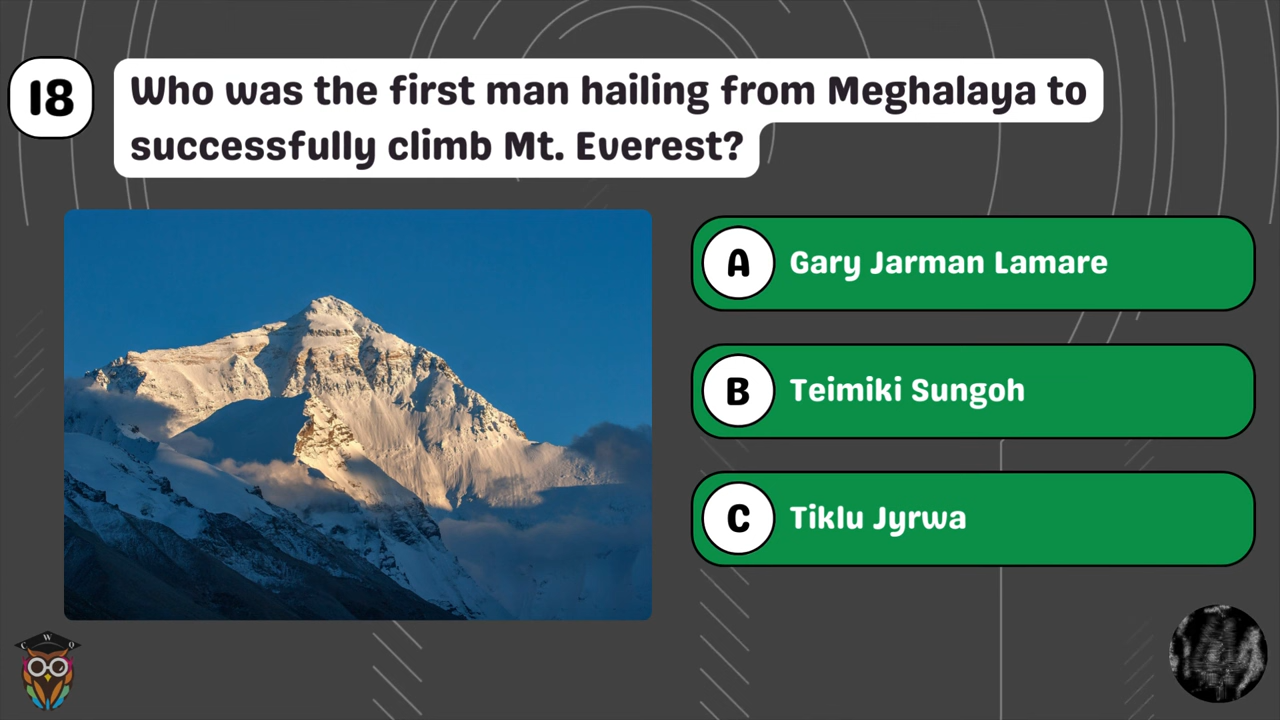 18
Who was the first man hailing from Meghalaya to
successfully climb Mt. Everest?
A Gary Jarman Lamare
B Teimiki Sungoh
C Tiklu Jyrwa
C W Q